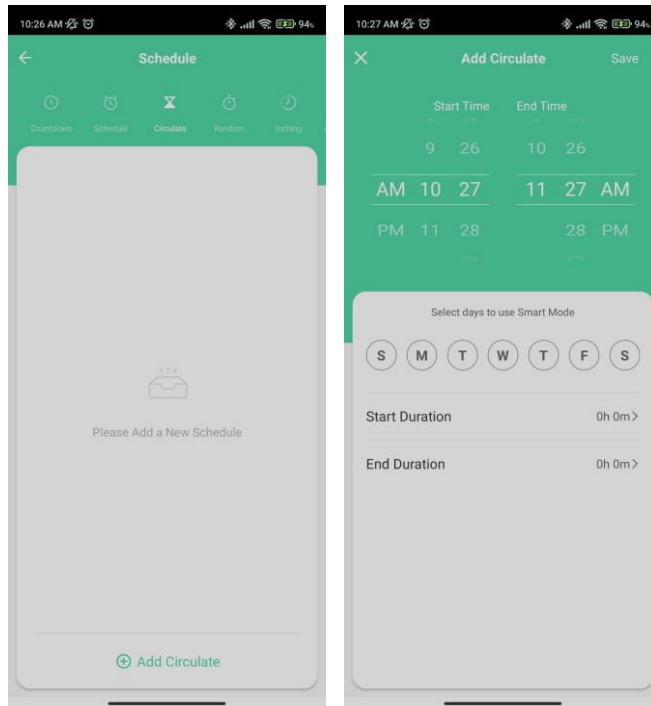 10:26 AM 94%
Schedule
Countdown Schedule Circulate Random Inching
Please Add a New Schedule
Add Circulate
10:27 AM 94%
Add Circulate Save
Start Time End Time
9 26 10 26
AM 10 27 11 27 AM
PM 11 28 28 PM
Select days to use Smart Mode
S M T W T F S
Start Duration 0h 0m
End Duration 0h 0m